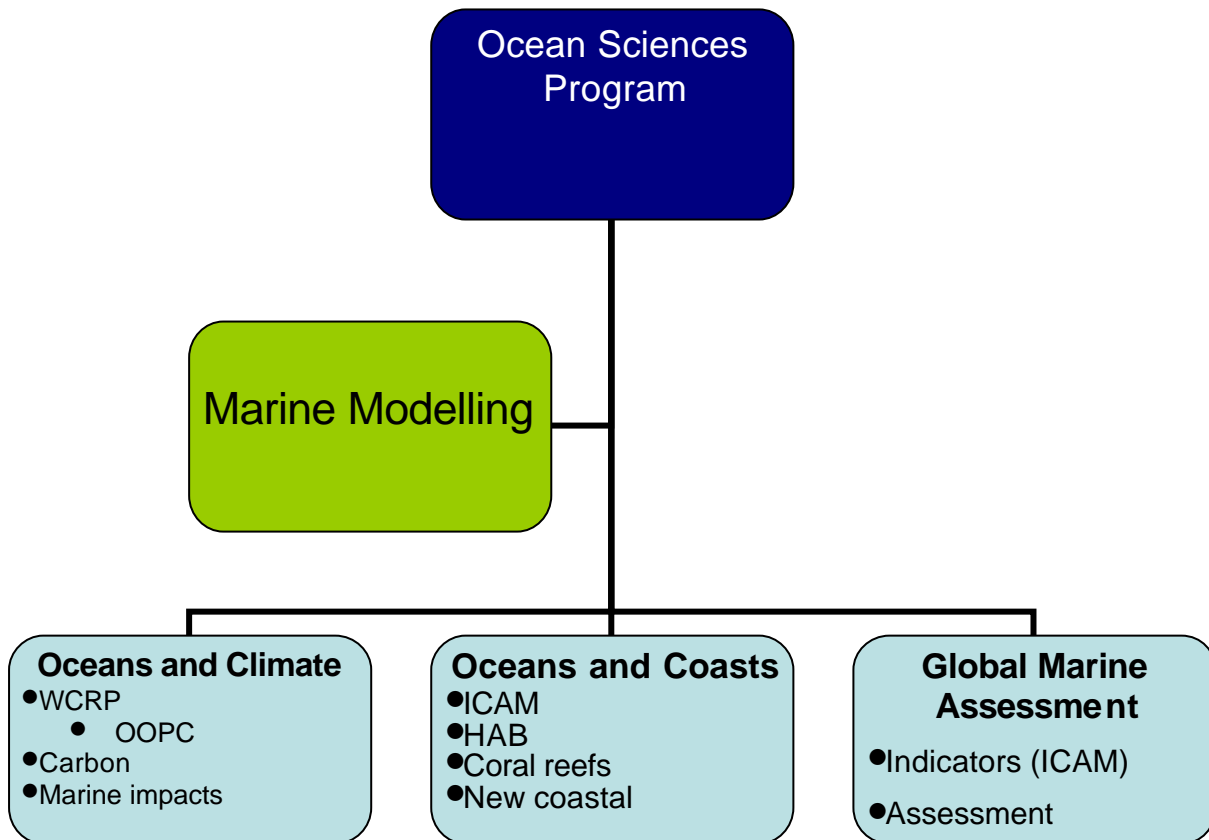 Ocean Sciences
Program
Marine Modelling
Oceans and Climate
●WCRP
● OOPC
●Carbon
●Marine impacts
Oceans and Coasts
●ICAM
●HAB
●Coral reefs
●New coastal
Global Marine
Assessment
●Indicators (ICAM)
●Assessment